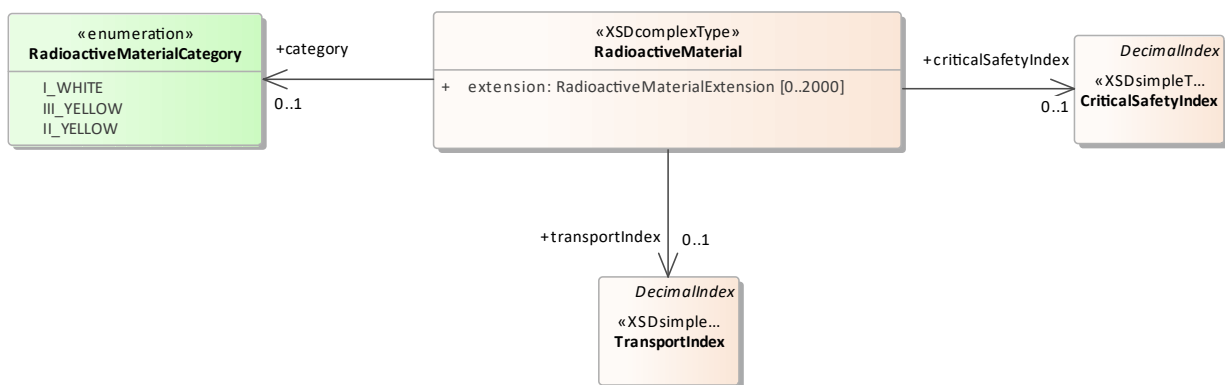 «enumeration»
RadioactiveMaterialCategory
I_WHITE
III_YELLOW
II_YELLOW
+category
0..1
«XSDcomplexType»
RadioactiveMaterial
+ extension: RadioactiveMaterialExtension [0..2000]
+criticalSafetyIndex
0..1
DecimalIndex
«XSDsimpleT...
CriticalSafetyIndex
+transportIndex
0..1
DecimalIndex
«XSDsimple...
TransportIndex